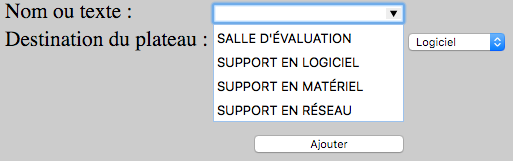 Nom ou texte :
Destination du plateau :
SALLE D'ÉVALUATION
Logiciel
SUPPORT EN LOGICIEL
SUPPORT EN MATÉRIEL
SUPPORT EN RÉSEAU
Ajouter